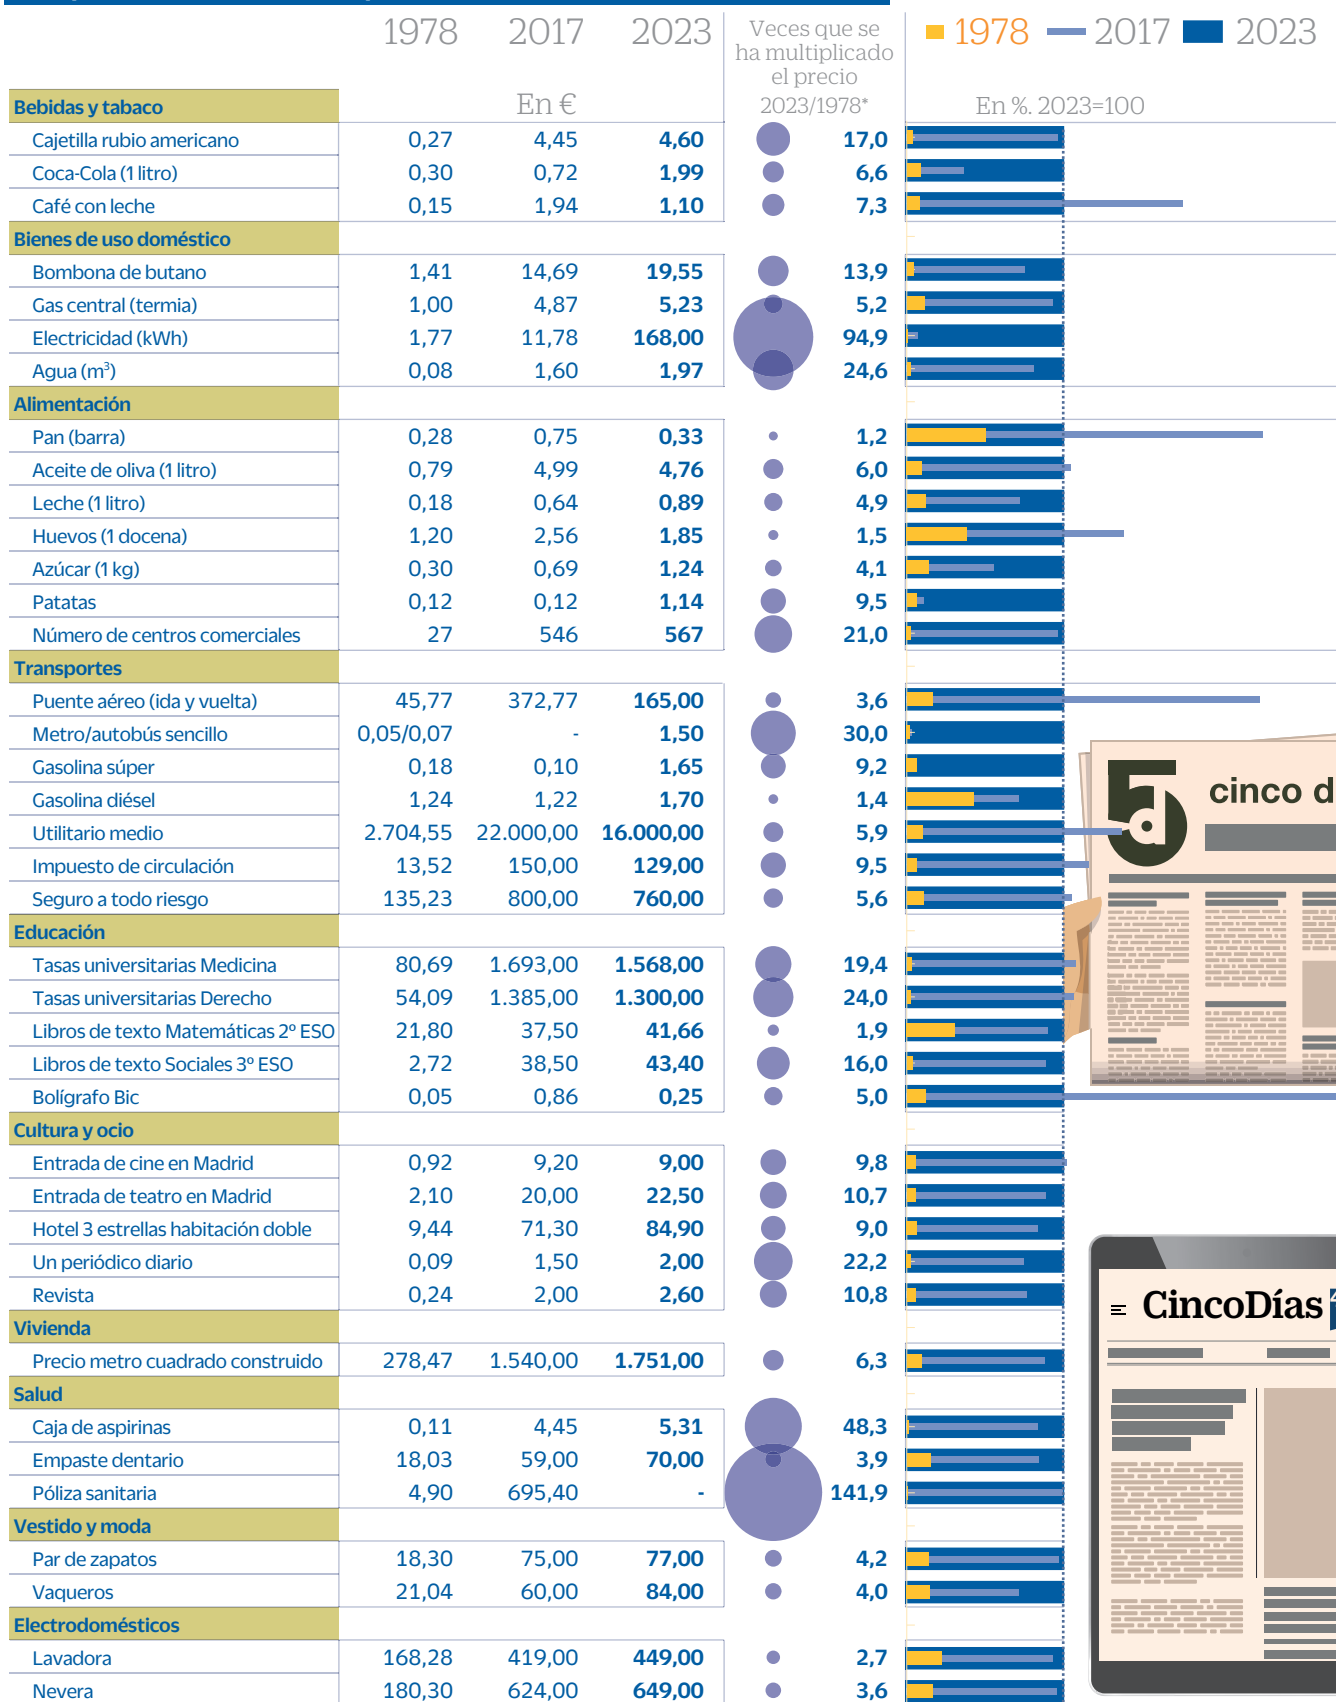 1978 2017 2023 Veces que se
ha multiplicado
el precio
2023/1978*
1978 2017 2023
En €
En %. 2023=100
Bebidas y tabaco
Cajetilla rubio americano 0,27 4,45 4,60 17,0
Coca-Cola (1 litro) 0,30 0,72 1,99 6,6
Café con leche 0,15 1,94 1,10 7,3
Bienes de uso doméstico
Bombona de butano 1,41 14,69 19,55 13,9
Gas central (termia) 1,00 4,87 5,23 5,2
Electricidad (kWh) 1,77 11,78 168,00 94,9
Agua (m³) 0,08 1,60 1,97 24,6
Alimentación
Pan (barra) 0,28 0,75 0,33 1,2
Aceite de oliva (1 litro) 0,79 4,99 4,76 6,0
Leche (1 litro) 0,18 0,64 0,89 4,9
Huevos (1 docena) 1,20 2,56 1,85 1,5
Azúcar (1 kg) 0,30 0,69 1,24 4,1
Patatas 0,12 0,12 1,14 9,5
Número de centros comerciales 27 546 567 21,0
Transportes
Puente aéreo (ida y vuelta) 45,77 372,77 165,00 3,6
Metro/autobús sencillo 0,05/0,07 - 1,50 30,0
Gasolina súper 0,18 0,10 1,65 9,2
Gasolina diésel 1,24 1,22 1,70 1,4
Utilitario medio 2.704,55 22.000,00 16.000,00 5,9
Impuesto de circulación 13,52 150,00 129,00 9,5
Seguro a todo riesgo 135,23 800,00 760,00 5,6
Educación
Tasas universitarias Medicina 80,69 1.693,00 1.568,00 19,4
Tasas universitarias Derecho 54,09 1.385,00 1.300,00 24,0
Libros de texto Matemáticas 2º ESO 21,80 37,50 41,66 1,9
Libros de texto Sociales 3º ESO 2,72 38,50 43,40 16,0
Bolígrafo Bic 0,05 0,86 0,25 5,0
Cultura y ocio
Entrada de cine en Madrid 0,92 9,20 9,00 9,8
Entrada de teatro en Madrid 2,10 20,00 22,50 10,7
Hotel 3 estrellas habitación doble 9,44 71,30 84,90 9,0
Un periódico diario 0,09 1,50 2,00 22,2
Revista 0,24 2,00 2,60 10,8
Vivienda
Precio metro cuadrado construido 278,47 1.540,00 1.751,00 6,3
Salud
Caja de aspirinas 0,11 4,45 5,31 48,3
Empaste dentario 18,03 59,00 70,00 3,9
Póliza sanitaria 4,90 695,40 - 141,9
Vestido y moda
Par de zapatos 18,30 75,00 77,00 4,2
Vaqueros 21,04 60,00 84,00 4,0
Electrodomésticos
Lavadora 168,28 419,00 449,00 2,7
Nevera 180,30 624,00 649,00 3,6
5d
cinco d
CincoDías